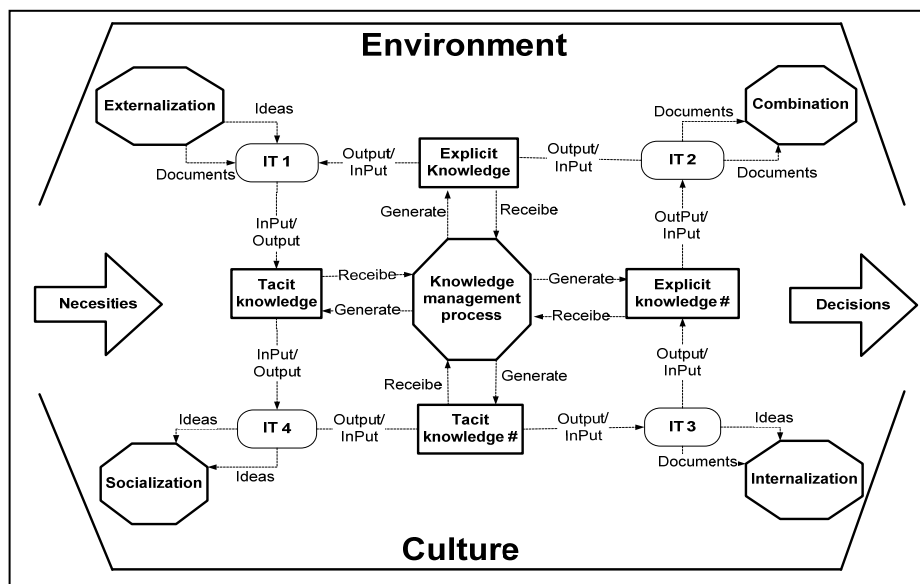 Environment
Externalization
Ideas
Documents
Combination
IT 1
Output/
InPut
Explicit
Knowledge
Output/
InPut
IT 2
Documents
Documents
InPut/
Output
Generate
Receibe
OutPut/
InPut
Necesities
Tacit
knowledge
Receibe
Generate
Knowledge
management
process
Generate
Receibe
Explicit
knowledge #
Decisions
InPut/
Output
Receibe
Generate
Output/
InPut
Ideas
IT 4
Output/
InPut
Tacit
knowledge #
Output/
InPut
IT 3
Ideas
Socialization
Ideas
Documents
Internalization
Culture